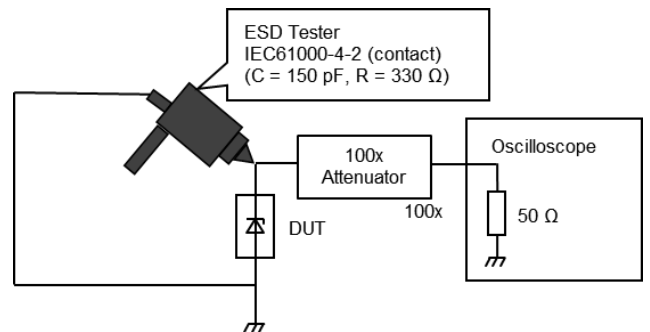 ESD Tester
IEC61000-4-2 (contact)
(C = 150 pF, R = 330 Ω)
100x
Attenuator
100x
Oscilloscope
50 Ω
DUT